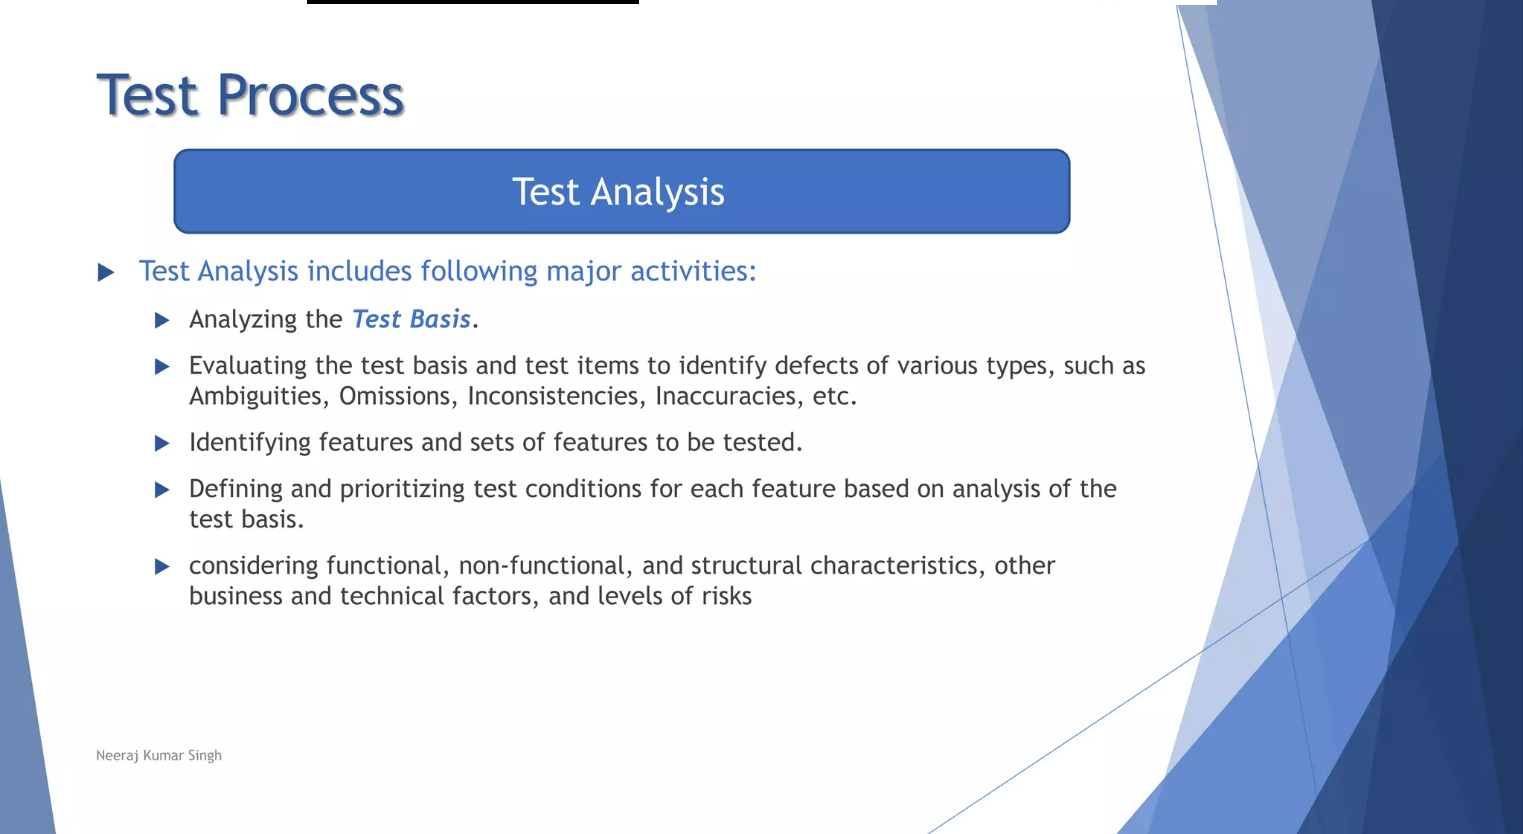 Test Process
Test Analysis
Test Analysis includes following major activities:
Analyzing the Test Basis.
Evaluating the test basis and test items to identify defects of various types, such as
Ambiguities, Omissions, Inconsistencies, Inaccuracies, etc.
Identifying features and sets of features to be tested.
Defining and prioritizing test conditions for each feature based on analysis of the
test basis.
considering functional, non-functional, and structural characteristics, other
business and technical factors, and levels of risks
Neeraj Kumar Singh